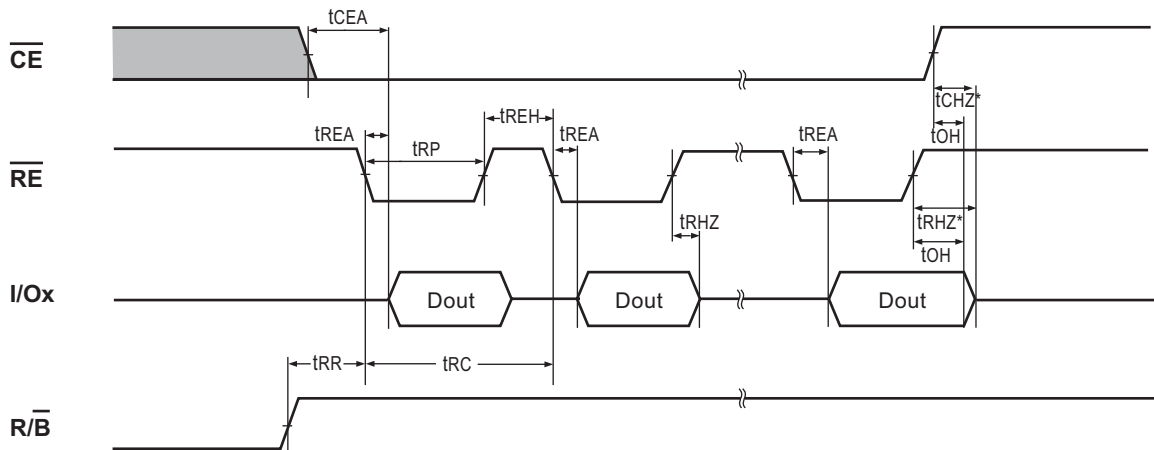 tCEA
CE
tCHZ*
tREA
tREH
tREA
tREA
tOH
tRP
RE
tRHZ
tRHZ*
tOH
I/Ox
Dout
Dout
Dout
tRR
tRC
R/B